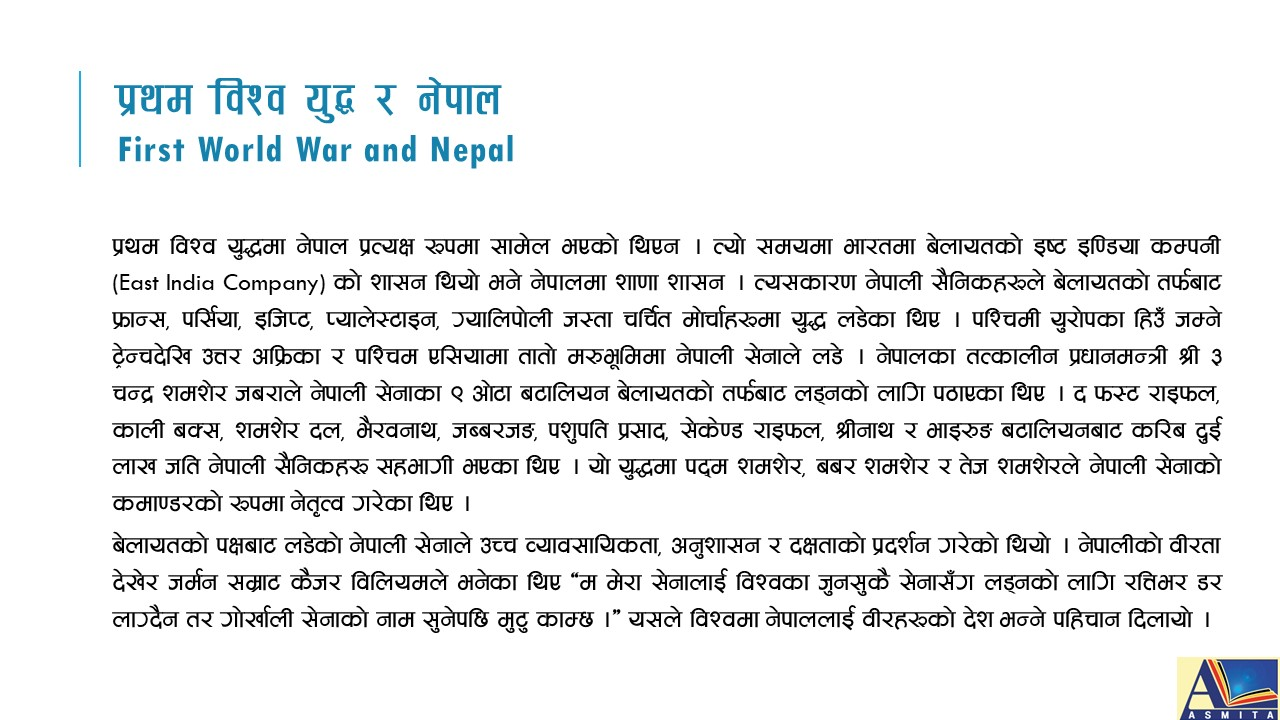 प्रथम विश्व युद्ध र नेपाल
First World War and Nepal
प्रथम विश्व युद्धमा नेपाल प्रत्यक्ष रुपमा सामेल भएको थिएन । त्यो समयमा भारतमा बेलायतको इष्ट इण्डिया कम्पनी
(East India Company) को शासन थियो भने नेपालमा शाणा शासन । त्यसकारण नेपाली सैनिकहरुले बेलायतको तर्फबाट
फ्रान्स, पर्सिया, इजिप्ट, प्यालेस्टाइन, ग्यालिपोली जस्ता चर्चित मोर्चाहरुमा युद्ध लडेका थिए । पश्चिमी युरोपका हिउँ जम्ने
ट्रेन्चदेखि उत्तर अफ्रिका र पश्चिम एसियामा तातो मरुभूमिमा नेपाली सेनाले लडे । नेपालका तत्कालीन प्रधानमन्त्री श्री ३
चन्द्र शमशेर जबराले नेपाली सेनाका ९ ओटा बटालियन बेलायतको तर्फबाट लड्नको लागि पठाएका थिए । द फस्ट राइफल,
काली बक्स, शमशेर दल, भैरवनाथ, जब्बरजङ, पशुपति प्रसाद, सेकेण्ड राइफल, श्रीनाथ र भाइरुङ बटालियनबाट करिब दुई
लाख जति नेपाली सैनिकहरु सहभागी भएका थिए । यो युद्धमा पद्म शमशेर, बबर शमशेर र तेज शमशेरले नेपाली सेनाको
कमाण्डरको रुपमा नेतृत्व गरेका थिए ।
बेलायतको पक्षबाट लडेको नेपाली सेनाले उच्च व्यावसायिकता, अनुशासन र दक्षताको प्रदर्शन गरेको थियो । नेपालीको वीरता
देखेर जर्मन सम्राट कैजर विलियमले भनेका थिए “म मेरा सेनालाई विश्वका जुनसुकै सेनासँग लड्नको लागि रत्तिभर डर
लाग्दैन तर गोर्खाली सेनाको नाम सुनेपछि मुटु काम्छ ।” यसले विश्वमा नेपाललाई वीरहरुको देश भन्ने पहिचान दिलायो ।
ASMITA